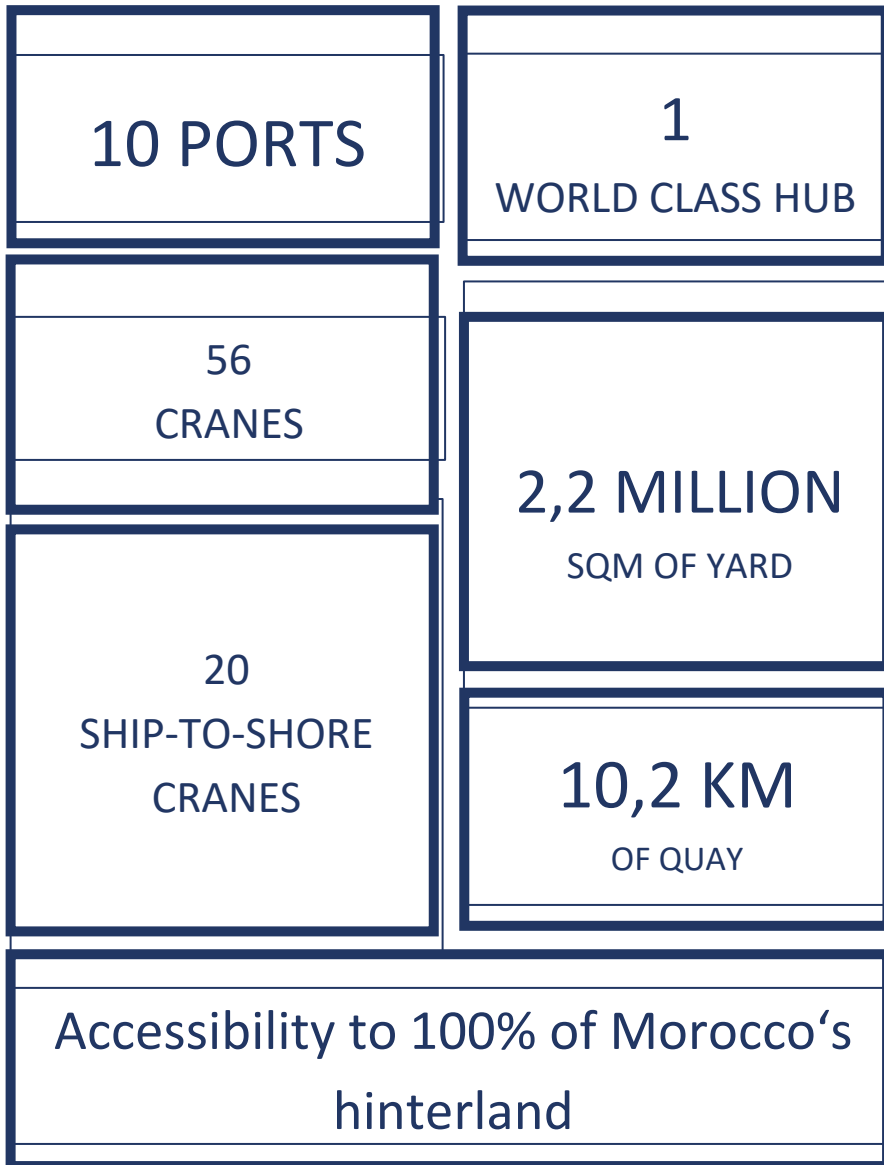 10 PORTS
1
WORLD CLASS HUB
56
CRANES
2,2 MILLION
SQM OF YARD
20
SHIP-TO-SHORE
CRANES
10,2 KM
OF QUAY
Accessibility to 100% of Morocco‘s
hinterland